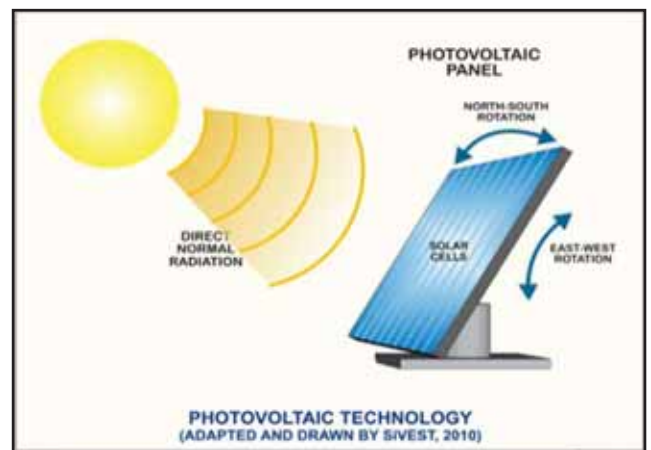 PHOTOVOLTAIC
PANEL
NORTH-SOUTH
ROTATION
DIRECT
NORMAL
RADIATION
SOLAR
CELLS
EAST-WEST
ROTATION
PHOTOVOLTAIC TECHNOLOGY
(ADAPTED AND DRAWN BY SiVEST, 2010)